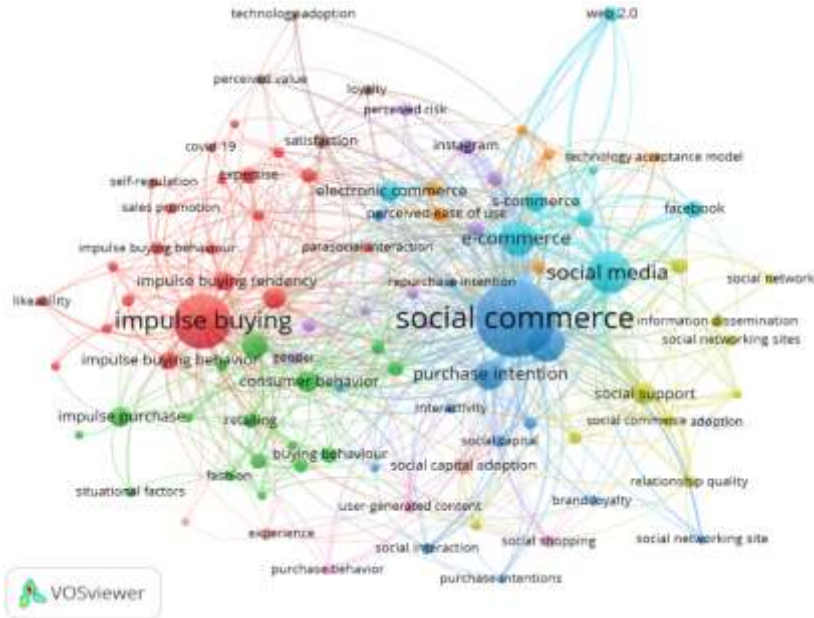 technology adoption
web 2.0
perceived value
loyalty
perceived risk
covid 19
satisfaction
instagram
technology acceptance model
self-regulation
expertise
electronic commerce
s-commerce
sales promotion
perceived ease of use
facebook
impulse buying behaviour
parasocial interaction
e-commerce
impulse buying tendency
repurchase intention
social media
social network
likeability
impulse buying
social commerce
information dissemination
social networking sites
impulse buying behavior
gender
consumer behavior
purchase intention
social support
impulse purchase
retailing
interactivity
social commerce adoption
buying behaviour
social capital
situational factors
fashion
social capital adoption
relationship quality
user-generated content
brand loyalty
experience
social interaction
social shopping
social networking site
purchase behavior
purchase intentions
VOSviewer